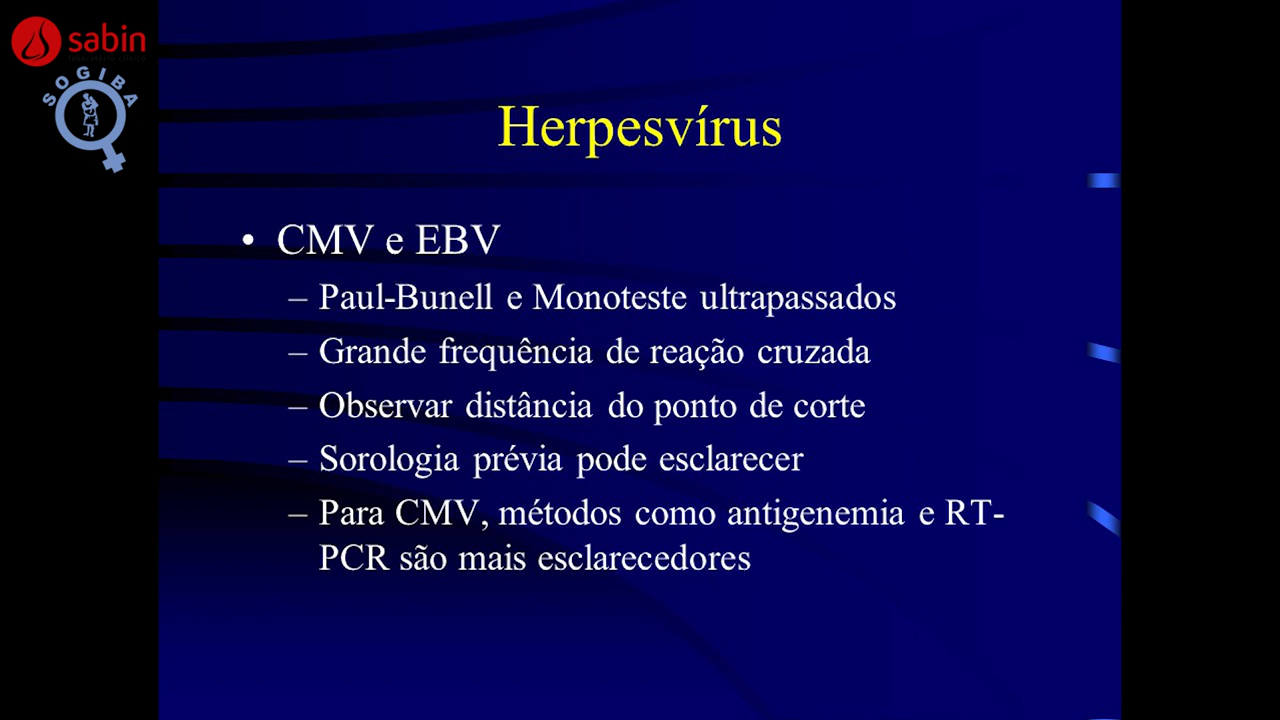 sabin
SOGIBA
Herpesvírus
• CMV e EBV
– Paul-Bunell e Monoteste ultrapassados
– Grande frequência de reação cruzada
– Observar distância do ponto de corte
– Sorologia prévia pode esclarecer
– Para CMV, métodos como antigenemia e RT-
PCR são mais esclarecedores